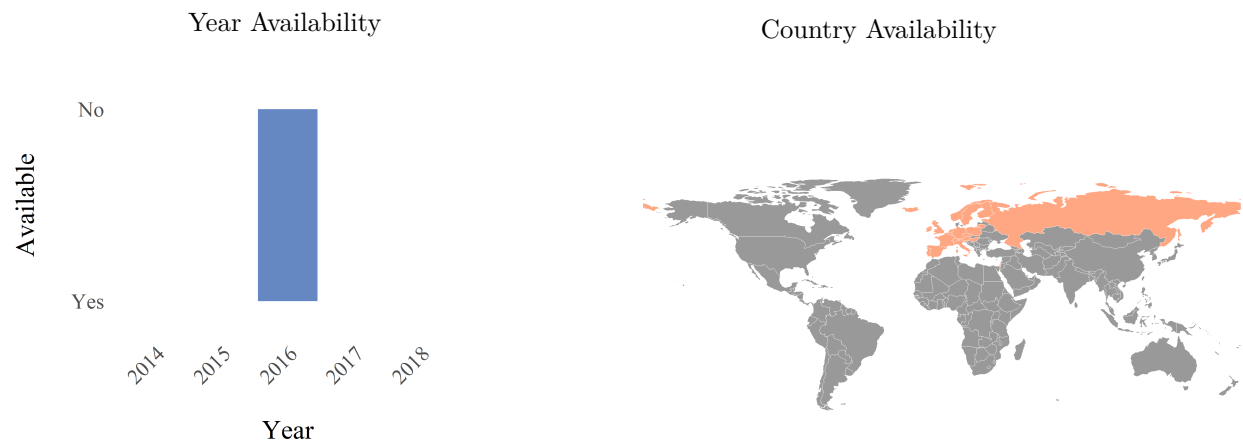 Year Availability
Country Availability
Available
No
Yes
2014
2015
2016
2017
2018
Year